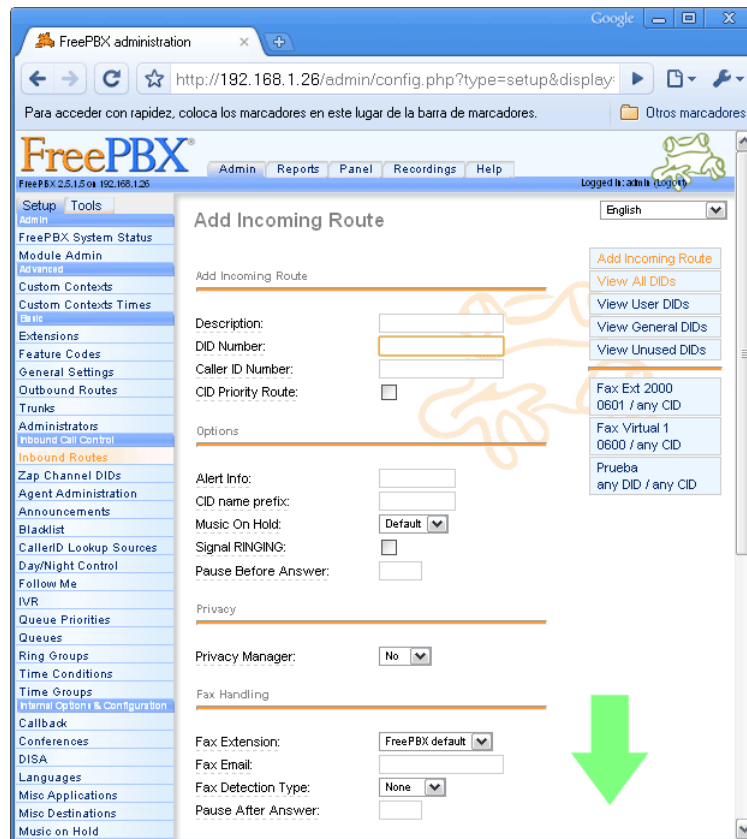 Google
FreePBX administration
http://192.168.1.26/admin/config.php?type=setup&display
Para acceder con rapidez, coloca los marcadores en este lugar de la barra de marcadores.
Otros marcadores
FreePBX®
Admin Reports Panel Recordings Help
FreePBX 2.5.1.5 on 192.168.1.26
Logged in: admin (Logout)
Setup Tools
Admin
FreePBX System Status
Module Admin
Advanced
Custom Contexts
Custom Contexts Times
Basic
Extensions
Feature Codes
General Settings
Outbound Routes
Trunks
Administrators
Inbound Call Control
Inbound Routes
Zap Channel DIDs
Agent Administration
Announcements
Blacklist
CallerID Lookup Sources
Day/Night Control
Follow Me
IVR
Queue Priorities
Queues
Ring Groups
Time Conditions
Time Groups
Internal Options & Configuration
Callback
Conferences
DISA
Languages
Misc Applications
Misc Destinations
Music on Hold
Add Incoming Route
Add Incoming Route
Description:
DID Number:
Caller ID Number:
CID Priority Route:
Options
Alert Info:
CID name prefix:
Music On Hold: Default
Signal RINGING:
Pause Before Answer:
Privacy
Privacy Manager: No
Fax Handling
Fax Extension: FreePBX default
Fax Email:
Fax Detection Type: None
Pause After Answer:
English
Add Incoming Route
View All DIDs
View User DIDs
View General DIDs
View Unused DIDs
Fax Ext 2000
0601 / any CID
Fax Virtual 1
0600 / any CID
Prueba
any DID / any CID